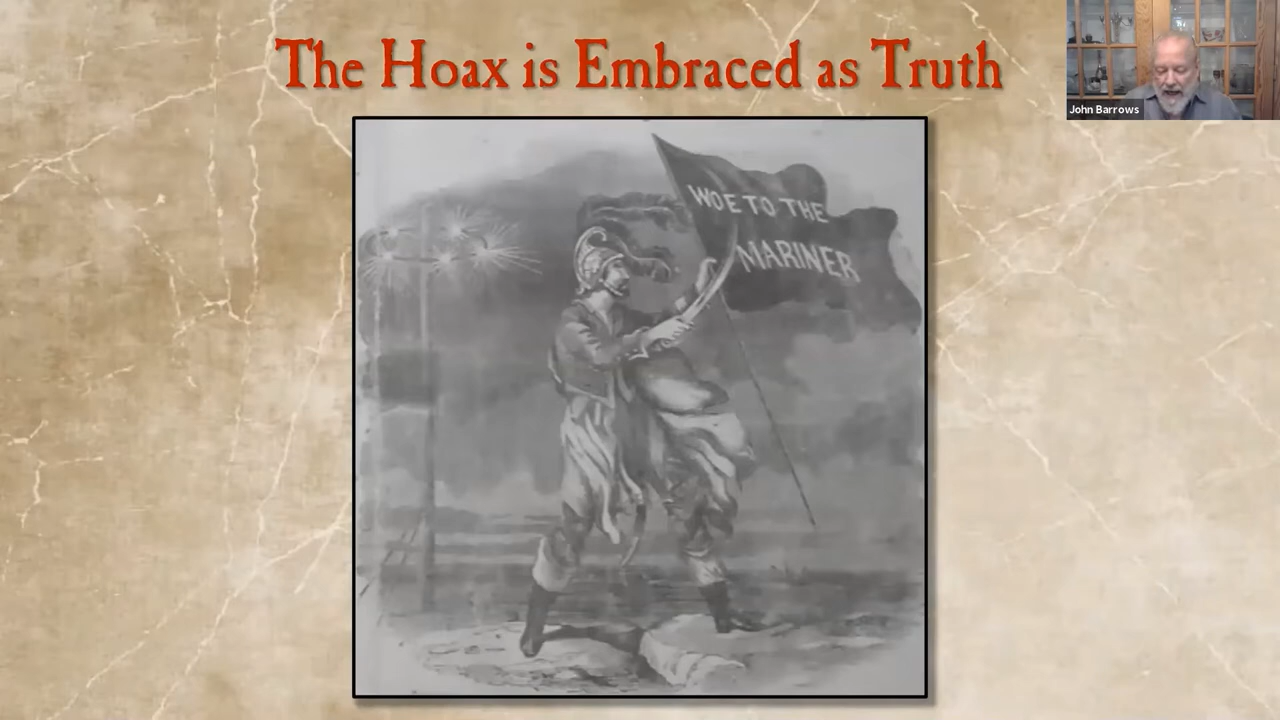 The Hoax is Embraced as Truth
John Barrows
WOE TO THE
MARINER